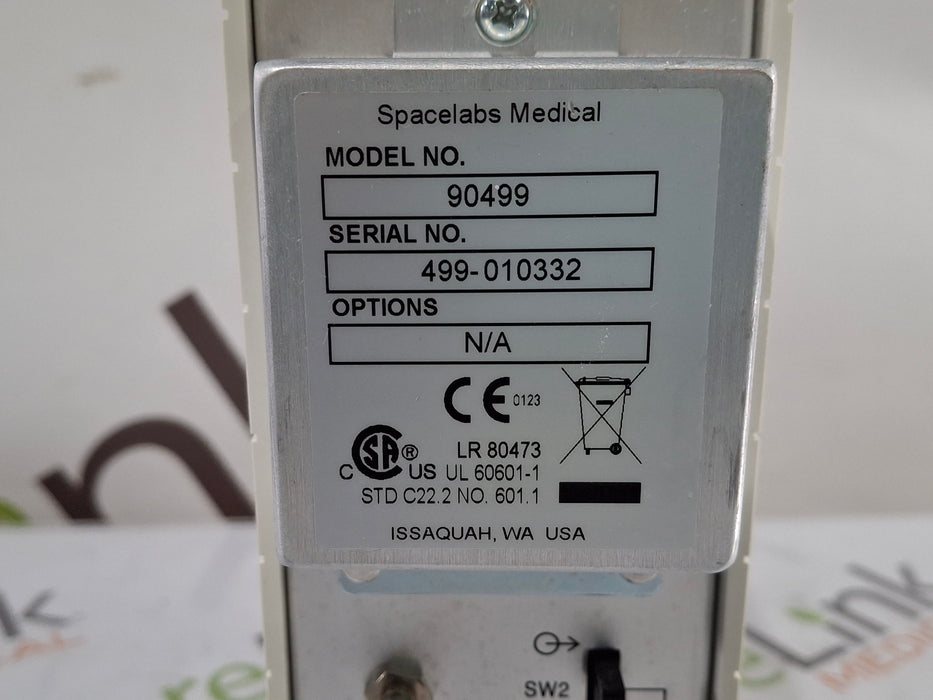 Spacelabs Medical
MODEL NO.
90499
SERIAL NO.
499-010332
OPTIONS
N/A
CE 0123
CSA ® LR 80473
C US UL 60601-1
STD C22.2 NO. 601.1
ISSAQUAH, WA USA
SW2